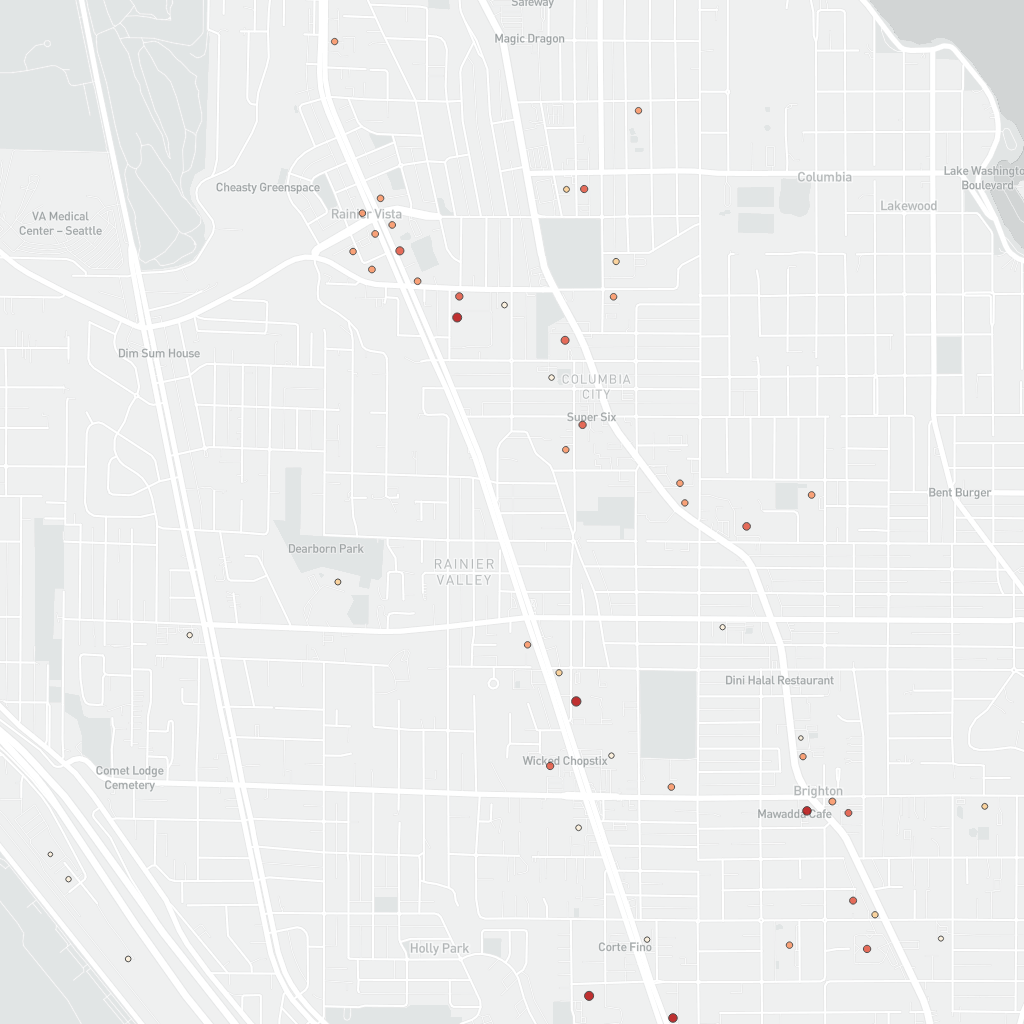 Safeway
Magic Dragon
Columbia
Lake Washington
Boulevard
Cheasty Greenspace
Lakewood
VA Medical
Center – Seattle
Rainier Vista
Dim Sum House
COLUMBIA
CITY
Super Six
Bent Burger
Dearborn Park
RAINIER
VALLEY
Dini Halal Restaurant
Wicked Chopstix
Comet Lodge
Cemetery
Brighton
Mawadda Cafe
Holly Park
Corte Fino